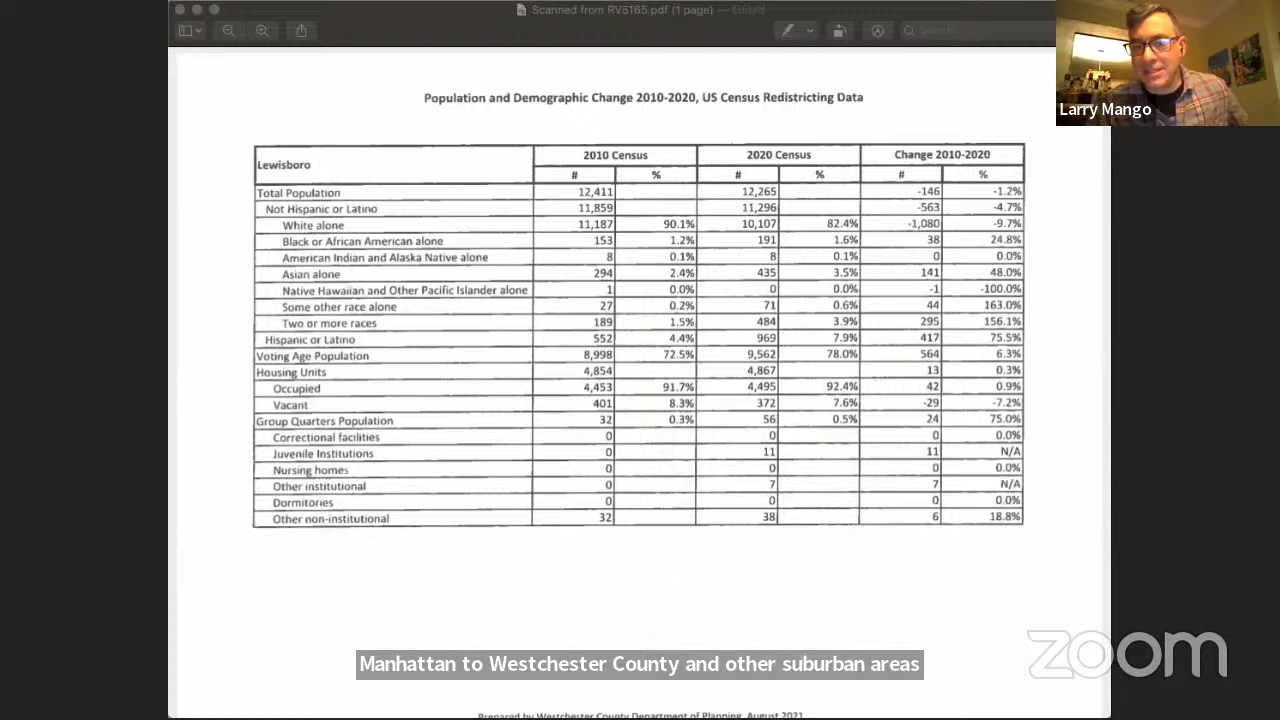 Scanned from RV5165.pdf (1 page) — Edited
Search
Larry Mango
Population and Demographic Change 2010-2020, US Census Redistricting Data
Lewisboro 2010 Census 2020 Census Change 2010-2020
# % # % # %
Total Population 12,411 12,265 -146 -1.2%
Not Hispanic or Latino 11,859 11,296 -563 -4.7%
White alone 11,187 90.1% 10,107 82.4% -1,080 -9.7%
Black or African American alone 153 1.2% 191 1.6% 38 24.8%
American Indian and Alaska Native alone 8 0.1% 8 0.1% 0 0.0%
Asian alone 294 2.4% 435 3.5% 141 48.0%
Native Hawaiian and Other Pacific Islander alone 1 0.0% 0 0.0% -1 -100.0%
Some other race alone 27 0.2% 71 0.6% 44 163.0%
Two or more races 189 1.5% 484 3.9% 295 156.1%
Hispanic or Latino 552 4.4% 969 7.9% 417 75.5%
Voting Age Population 8,998 72.5% 9,562 78.0% 564 6.3%
Housing Units 4,854 4,867 13 0.3%
Occupied 4,453 91.7% 4,495 92.4% 42 0.9%
Vacant 401 8.3% 372 7.6% -29 -7.2%
Group Quarters Population 32 0.3% 56 0.5% 24 75.0%
Correctional facilities 0 0 0 0.0%
Juvenile Institutions 0 11 11 N/A
Nursing homes 0 0 0 0.0%
Other institutional 0 7 7 N/A
Dormitories 0 0 0 0.0%
Other non-institutional 32 38 6 18.8%
zoom
Manhattan to Westchester County and other suburban areas
Prepared by Westchester County Department of Planning, August 2021